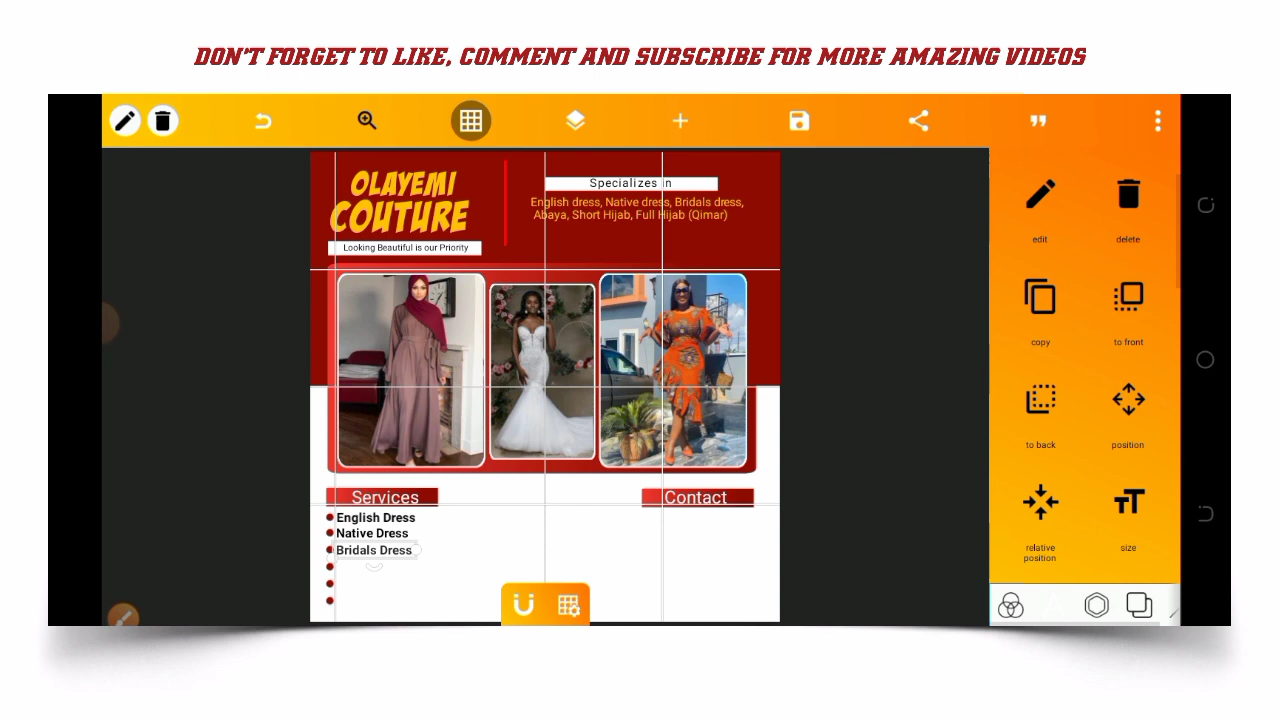 DON'T FORGET TO LIKE, COMMENT AND SUBSCRIBE FOR MORE AMAZING VIDEOS
OLAYEMI
COUTURE
Looking Beautiful is our Priority
Specializes in
English dress, Native dress, Bridals dress,
Abaya, Short Hijab, Full Hijab (Qimar)
Services
English Dress
Native Dress
Bridals Dress
Contact
edit
delete
copy
to front
to back
position
relative
position
size